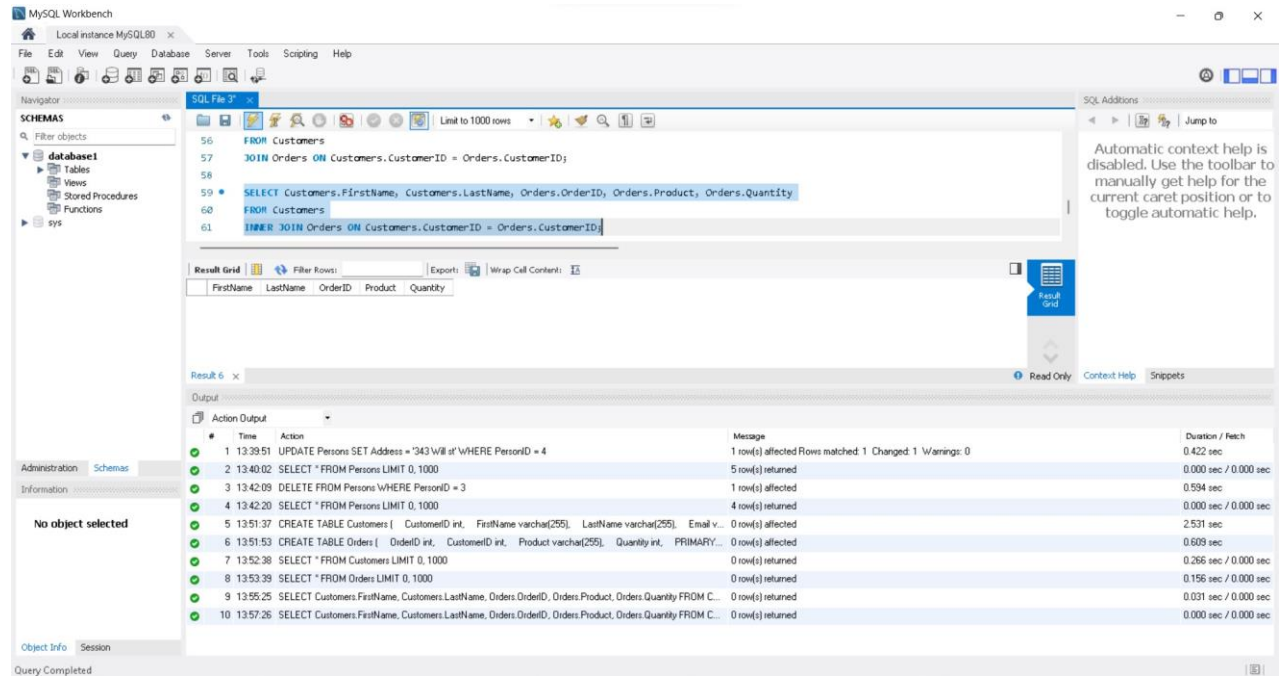 MySQL Workbench
Local instance MySQL80
File Edit View Query Database Server Tools Scripting Help
Navigator
SCHEMAS
Filter objects
database1
Tables
Views
Stored Procedures
Functions
sys
Administration Schemas
Information
No object selected
Object Info Session
SQL File 3*
Limit to 1000 rows
56 FROM Customers
57 JOIN Orders ON Customers.CustomerID = Orders.CustomerID;
58
59 SELECT Customers.FirstName, Customers.LastName, Orders.OrderID, Orders.Product, Orders.Quantity
60 FROM Customers
61 INNER JOIN Orders ON Customers.CustomerID = Orders.CustomerID;
Result Grid Filter Rows: Export: Wrap Cell Content:
FirstName LastName OrderID Product Quantity
Result
Grid
Result 6 Read Only
SQL Additions
Jump to
Automatic context help is
disabled. Use the toolbar to
manually get help for the
current caret position or to
toggle automatic help.
Context Help Snippets
Output
Action Output
# Time Action Message Duration / Fetch
1 13:39:51 UPDATE Persons SET Address = '343 Will st' WHERE PersonID = 4 1 row(s) affected Rows matched: 1 Changed: 1 Warnings: 0 0.422 sec
2 13:40:02 SELECT * FROM Persons LIMIT 0, 1000 5 row(s) returned 0.000 sec / 0.000 sec
3 13:42:09 DELETE FROM Persons WHERE PersonID = 3 1 row(s) affected 0.594 sec
4 13:42:20 SELECT * FROM Persons LIMIT 0, 1000 4 row(s) returned 0.000 sec / 0.000 sec
5 13:51:37 CREATE TABLE Customers ( CustomerID int, FirstName varchar(255), LastName varchar(255), Email v... 0 row(s) affected 2.531 sec
6 13:51:53 CREATE TABLE Orders ( OrderID int, CustomerID int, Product varchar(255), Quantity int, PRIMARY... 0 row(s) affected 0.609 sec
7 13:52:38 SELECT * FROM Customers LIMIT 0, 1000 0 row(s) returned 0.266 sec / 0.000 sec
8 13:53:39 SELECT * FROM Orders LIMIT 0, 1000 0 row(s) returned 0.156 sec / 0.000 sec
9 13:55:25 SELECT Customers.FirstName, Customers.LastName, Orders.OrderID, Orders.Product, Orders.Quantity FROM C... 0 row(s) returned 0.031 sec / 0.000 sec
10 13:57:26 SELECT Customers.FirstName, Customers.LastName, Orders.OrderID, Orders.Product, Orders.Quantity FROM C... 0 row(s) returned 0.000 sec / 0.000 sec
Query Completed